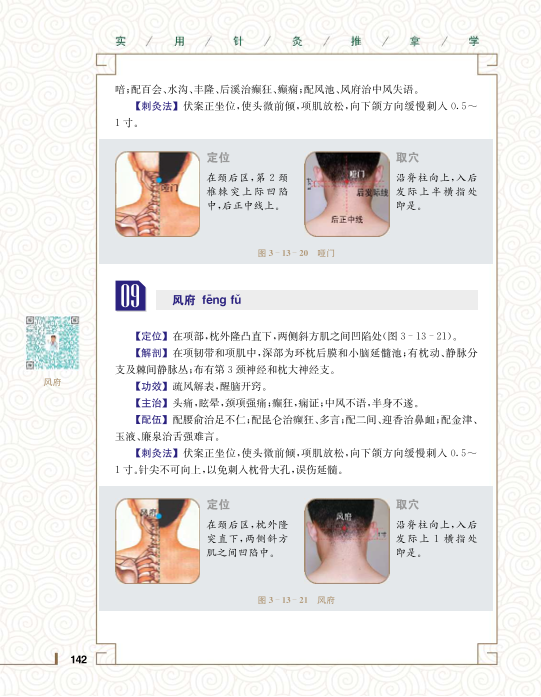 实 / 用 / 针 / 灸 / 推 / 拿 / 学
喑;配百会、水沟、丰隆、后溪治癫狂、癫痫;配风池、风府治中风失语。
【刺灸法】伏案正坐位,使头微前倾,项肌放松,向下颌方向缓慢刺入 0.5～
1 寸。
定位
在颈后区,第 2 颈
椎棘突上际凹陷
中,后正中线上。
哑门
取穴
沿脊柱向上,入后
发际上半横指处
即是。
哑门
后发际线
后正中线
图 3-13-20 哑门
09
风府 fēng fǔ
【定位】在项部,枕外隆凸直下,两侧斜方肌之间凹陷处(图 3-13-21)。
【解剖】在项韧带和项肌中,深部为环枕后膜和小脑延髓池;有枕动、静脉分
支及棘间静脉丛;布有第 3 颈神经和枕大神经支。
【功效】疏风解表,醒脑开窍。
【主治】头痛,眩晕,颈项强痛;癫狂,痫证;中风不语,半身不遂。
【配伍】配腰俞治足不仁;配昆仑治癫狂、多言;配二间、迎香治鼻衄;配金津、
玉液、廉泉治舌强难言。
【刺灸法】伏案正坐位,使头微前倾,项肌放松,向下颌方向缓慢刺入 0.5～
1 寸。针尖不可向上,以免刺入枕骨大孔,误伤延髓。
风府
定位
在颈后区,枕外隆
突直下,两侧斜方
肌之间凹陷中。
风府
取穴
沿脊柱向上,入后
发际上 1 横指处
即是。
风府
图 3-13-21 风府
142